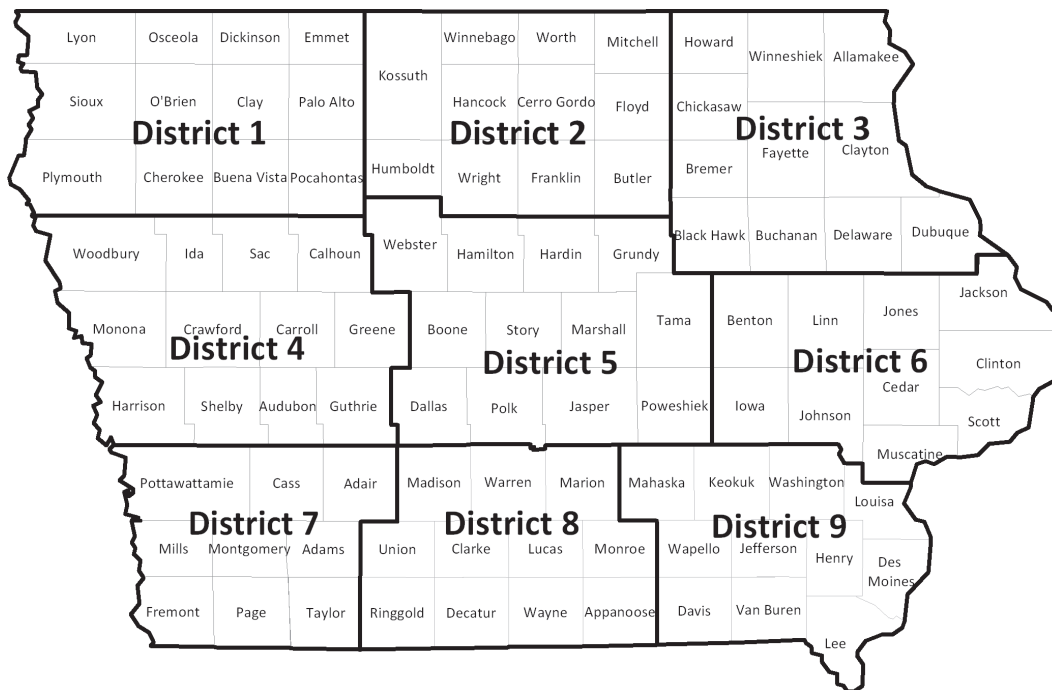 Lyon Osceola Dickinson Emmet
Winnebago Worth Mitchell
Howard Winneshiek Allamakee
Kossuth
Sioux O'Brien Clay Palo Alto
Hancock Cerro Gordo Floyd
Chickasaw
District 1
District 2
District 3
Fayette Clayton
Plymouth Cherokee Buena Vista Pocahontas
Humboldt Wright Franklin Butler
Bremer
Black Hawk Buchanan Delaware Dubuque
Woodbury Ida Sac Calhoun
Webster Hamilton Hardin Grundy
Jackson
Monona Crawford Carroll Greene
Boone Story Marshall Tama
Benton Linn Jones
District 4
District 5
District 6
Clinton
Cedar
Harrison Shelby Audubon Guthrie
Dallas Polk Jasper Poweshiek
Iowa Johnson Scott
Muscatine
Pottawattamie Cass Adair
Madison Warren Marion
Mahaska Keokuk Washington
Louisa
District 7
District 8
District 9
Mills Montgomery Adams
Union Clarke Lucas Monroe
Wapello Jefferson Henry
Des
Moines
Fremont Page Taylor
Ringgold Decatur Wayne Appanoose
Davis Van Buren
Lee